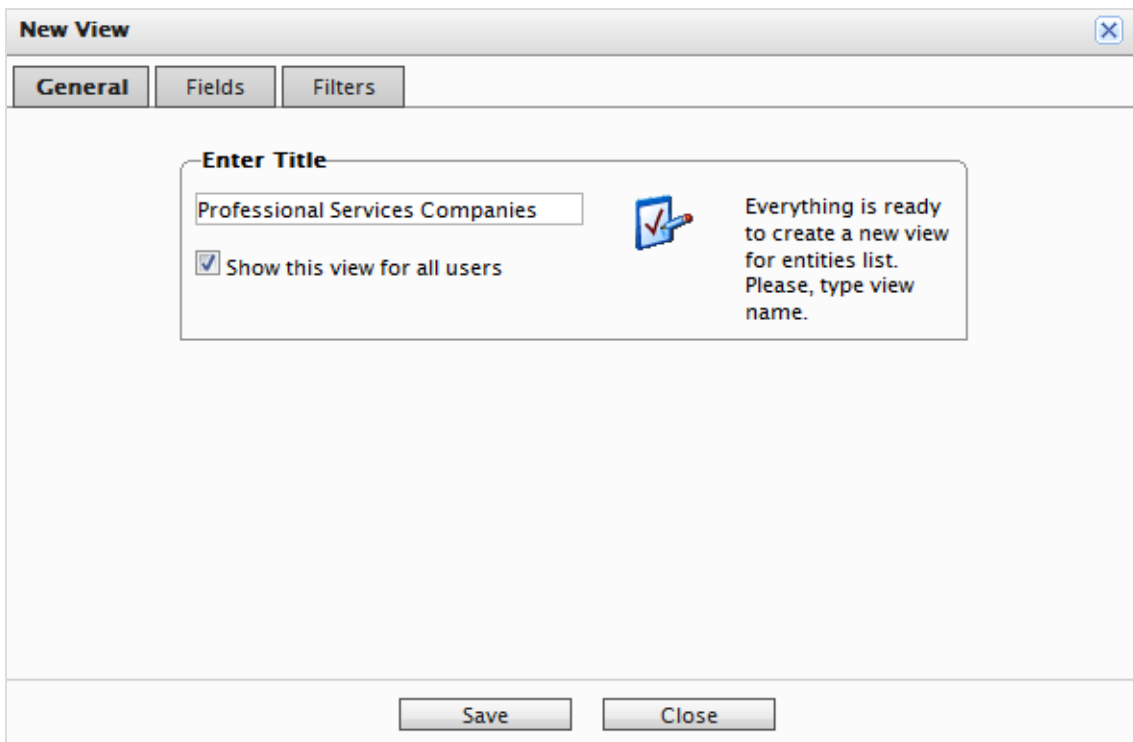 New View
General
Fields
Filters
Enter Title
Professional Services Companies
Show this view for all users
Everything is ready
to create a new view
for entities list.
Please, type view
name.
Save
Close